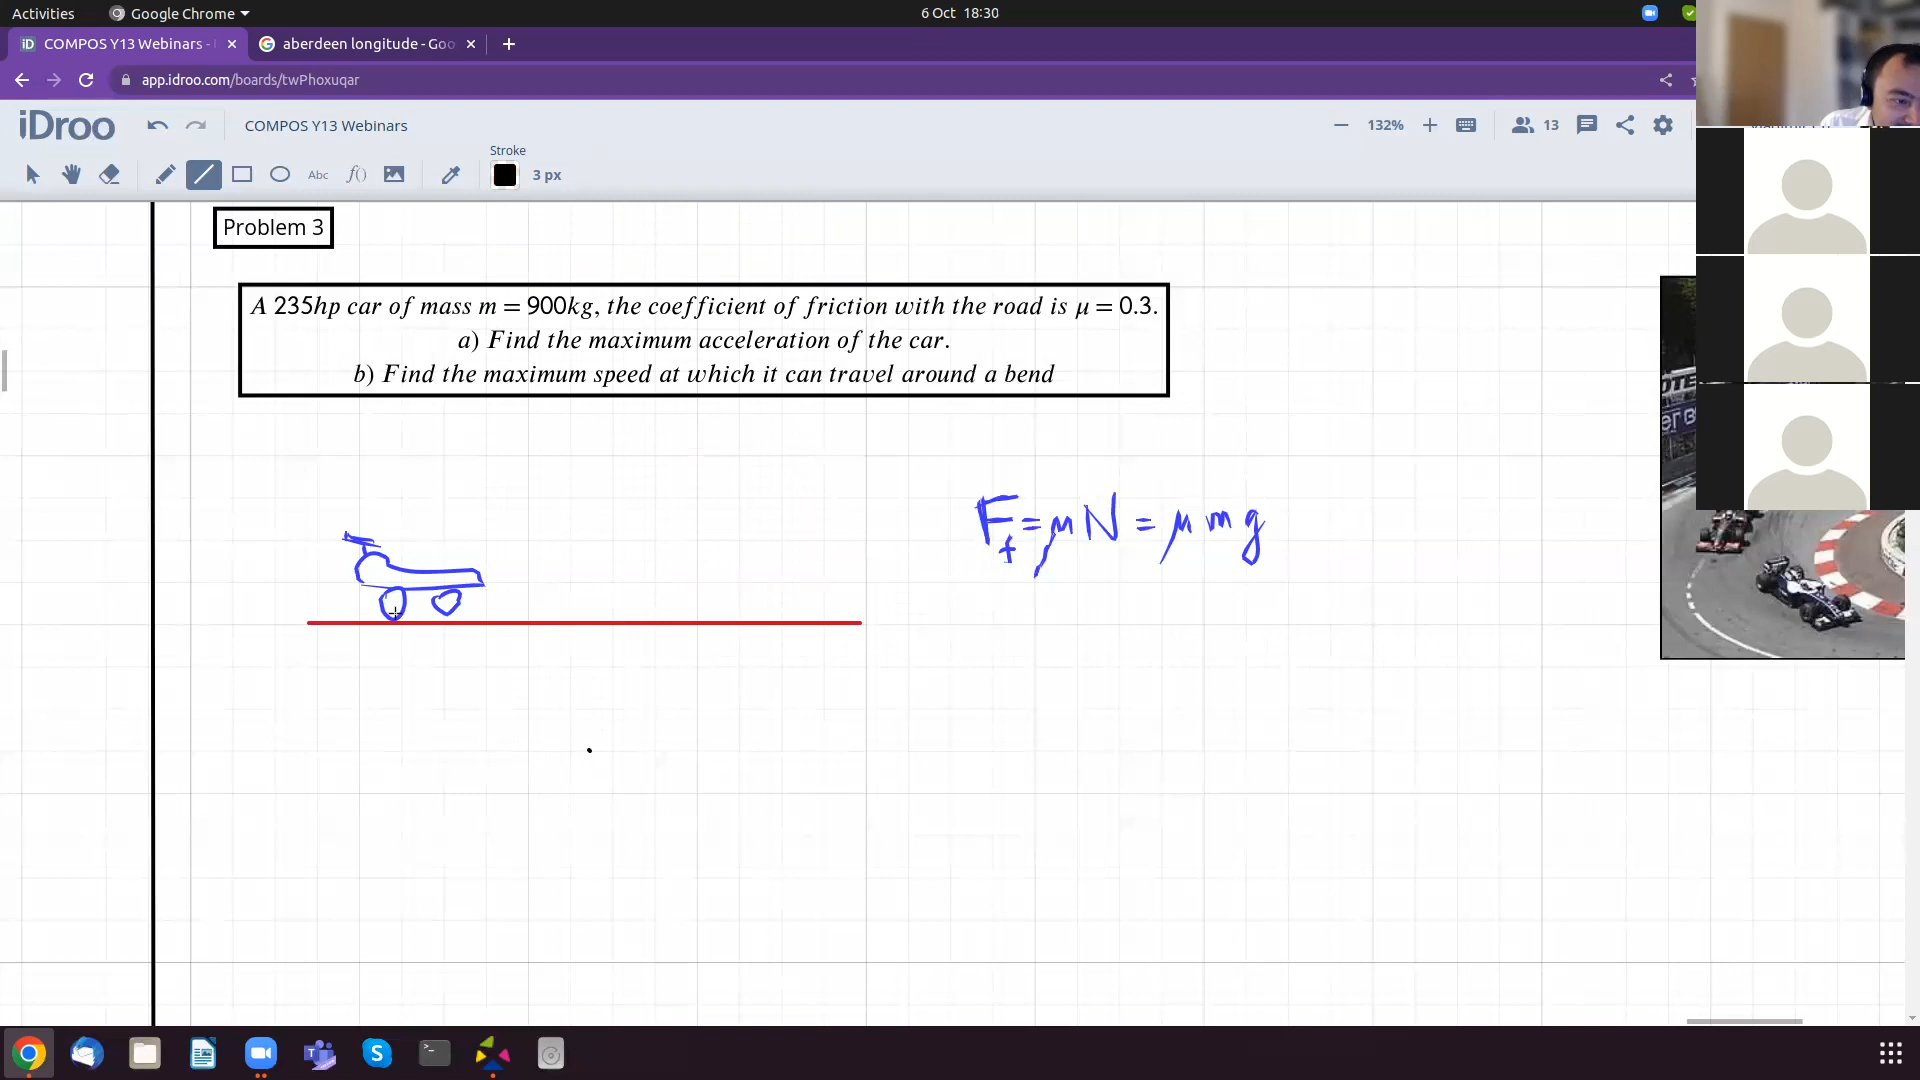 Activities Google Chrome 6 Oct 18:30
COMPOS Y13 Webinars - aberdeen longitude - Goo
app.idroo.com/boards/twPhoxuqar
iDroo COMPOS Y13 Webinars 132% 13
Stroke
Abc f() 3 px
Problem 3
A 235hp car of mass m = 900kg, the coefficient of friction with the road is μ = 0.3.
a) Find the maximum acceleration of the car.
b) Find the maximum speed at which it can travel around a bend
F_f = μN = μmg